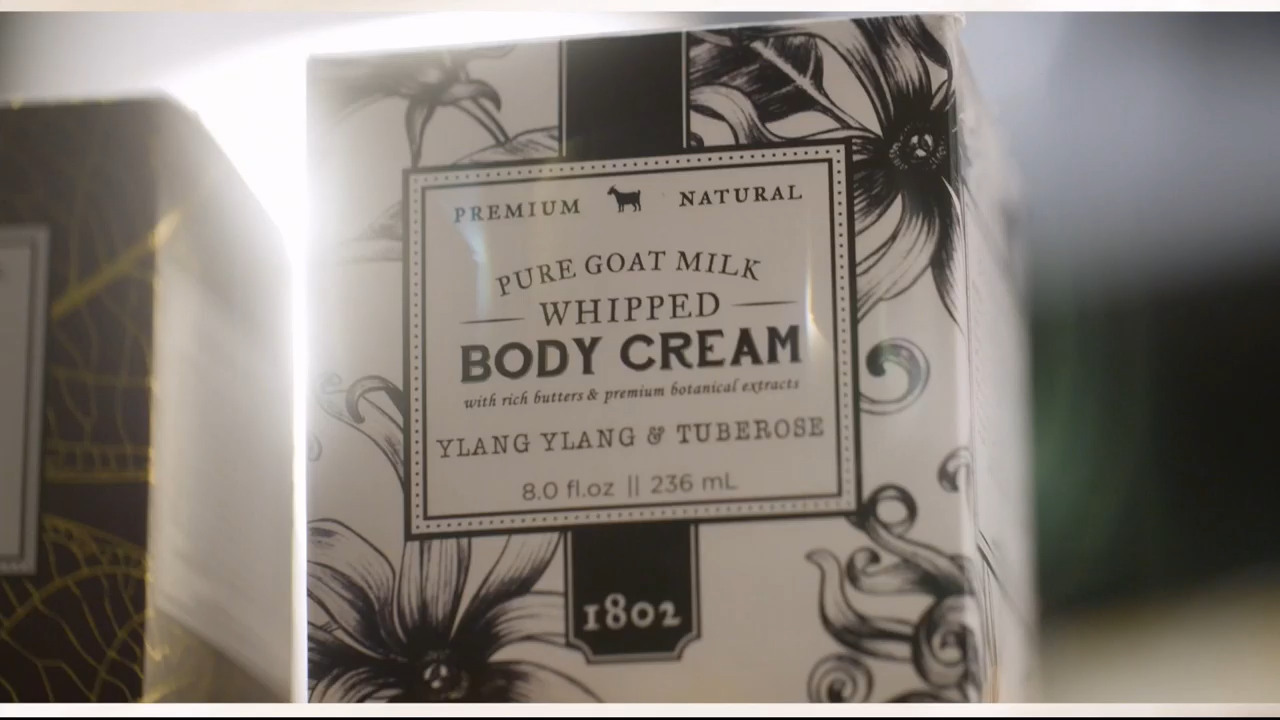 PREMIUM NATURAL
PURE GOAT MILK
WHIPPED
BODY CREAM
with rich butters & premium botanical extracts
YLANG YLANG & TUBEROSE
8.0 fl.oz || 236 mL
1802